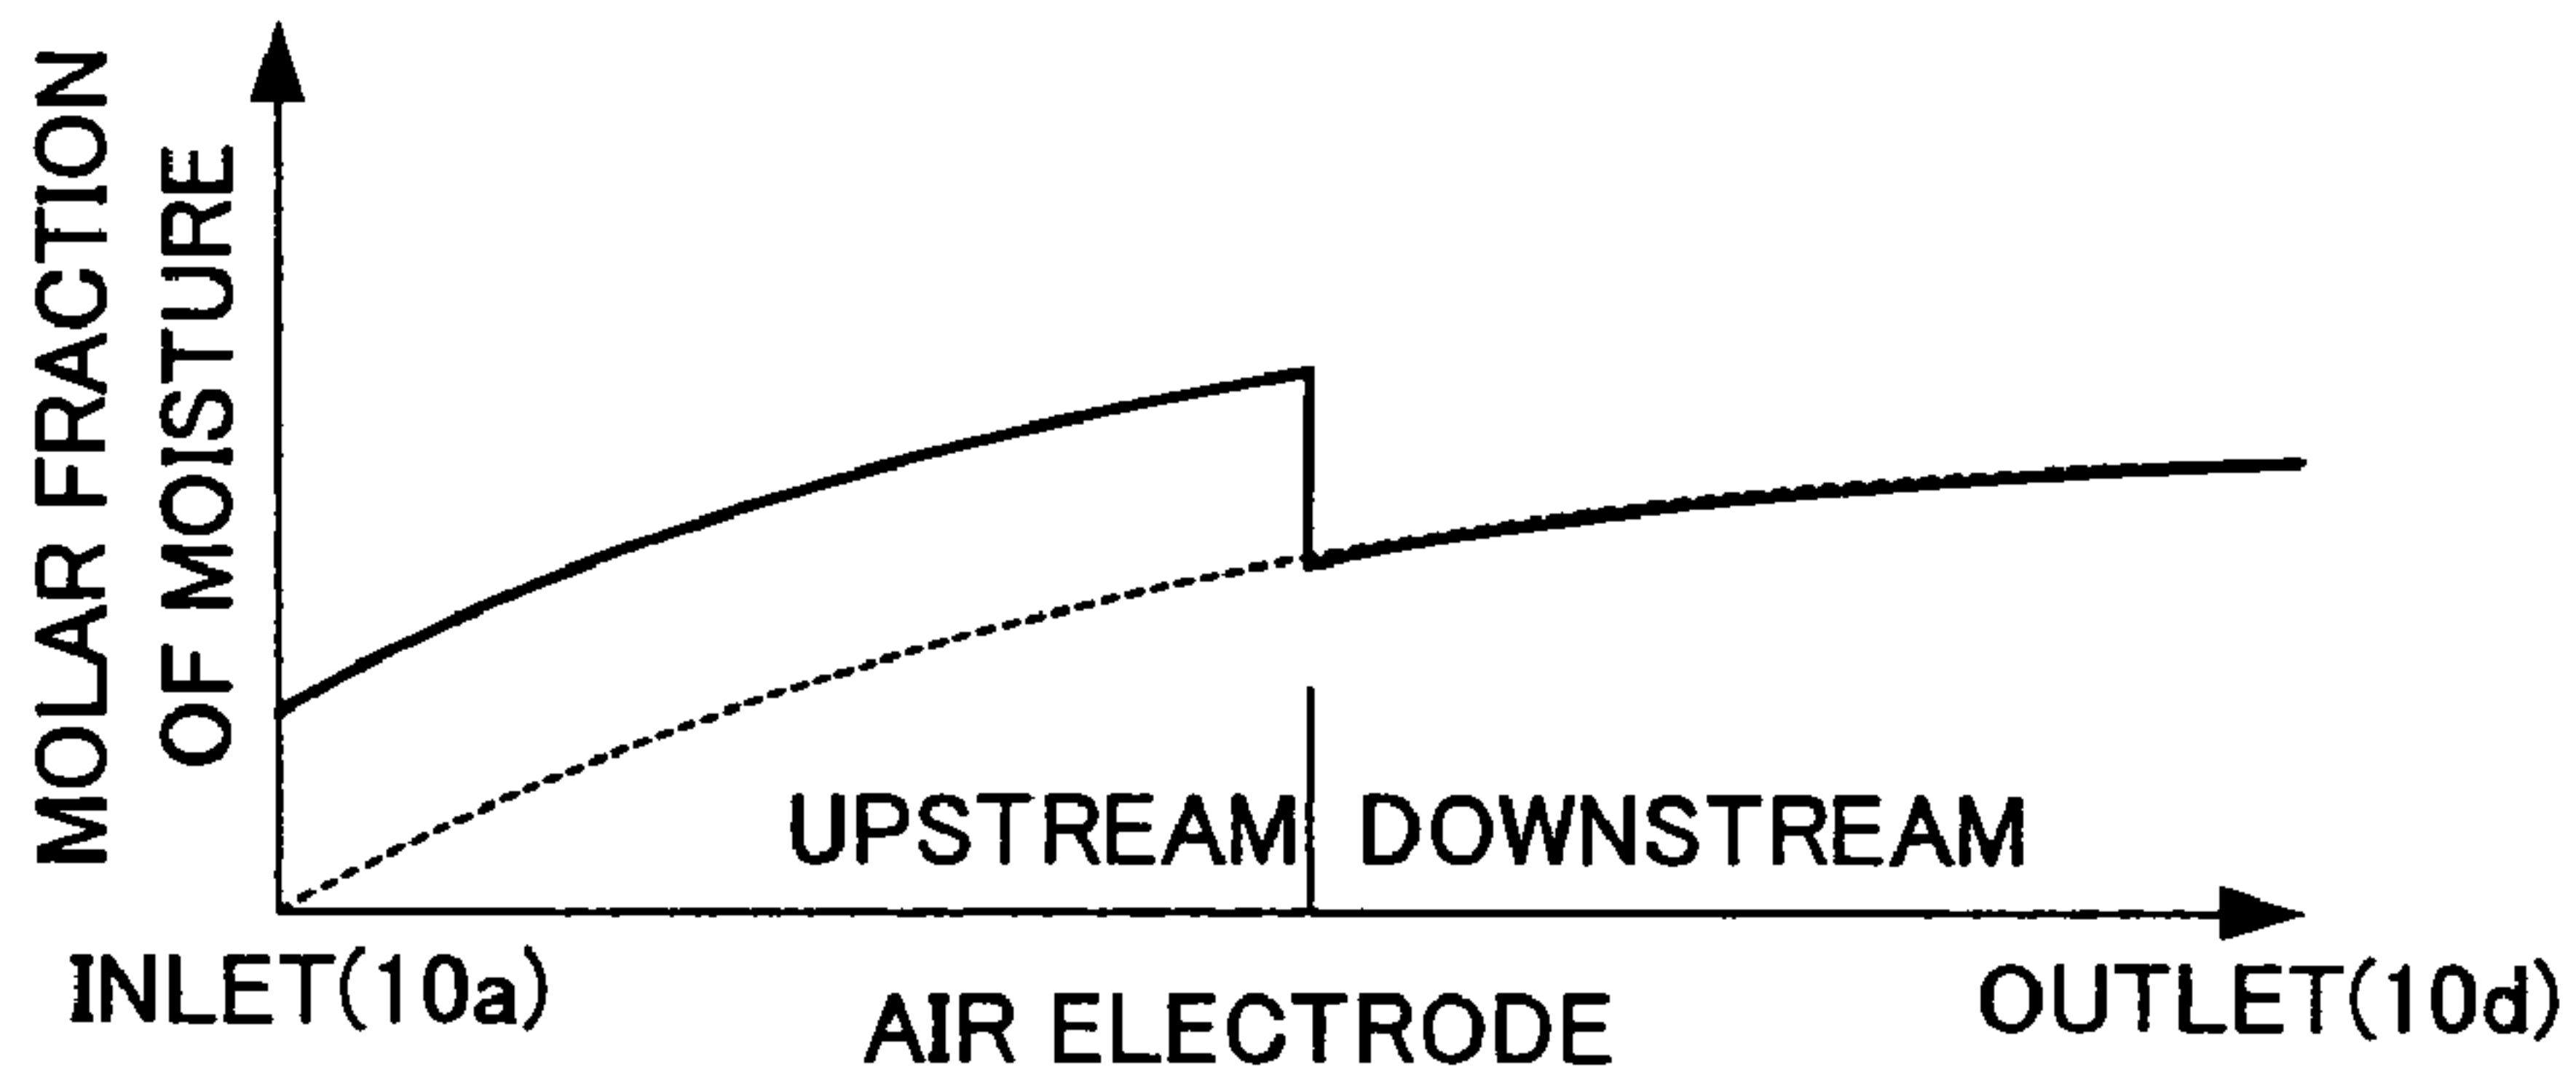 MOLAR FRACTION
OF MOISTURE
UPSTREAM DOWNSTREAM
INLET(10a)
AIR ELECTRODE
OUTLET(10d)